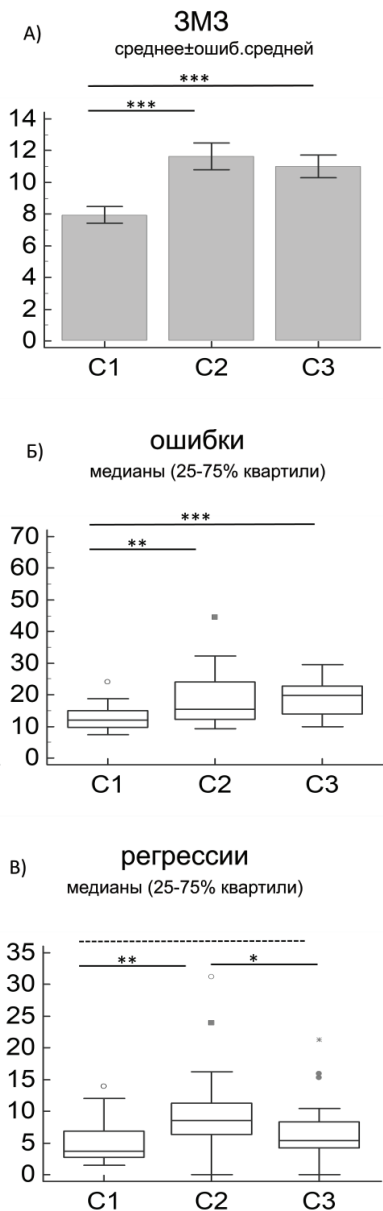 А)
ЗМЗ
среднее±ошиб.средней
***
***
14
12
10
8
6
4
2
0
С1 С2 С3
Б)
ошибки
медианы (25-75% квартили)
***
**
70
60
50
40
30
20
10
0
С1 С2 С3
В)
регрессии
медианы (25-75% квартили)
** *
35
30
25
20
15
10
5
0
С1 С2 С3